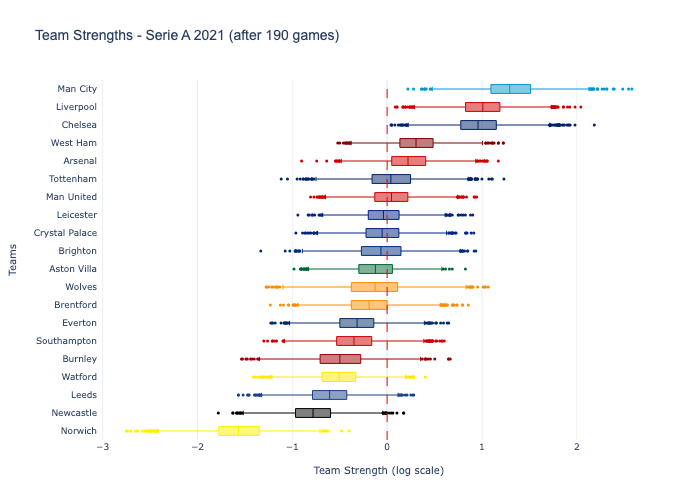 Team Strengths - Serie A 2021 (after 190 games)
Man City
Liverpool
Chelsea
West Ham
Arsenal
Tottenham
Man United
Leicester
Crystal Palace
Brighton
Aston Villa
Wolves
Brentford
Everton
Southampton
Burnley
Watford
Leeds
Newcastle
Norwich
Teams
−3 −2 −1 0 1 2
Team Strength (log scale)